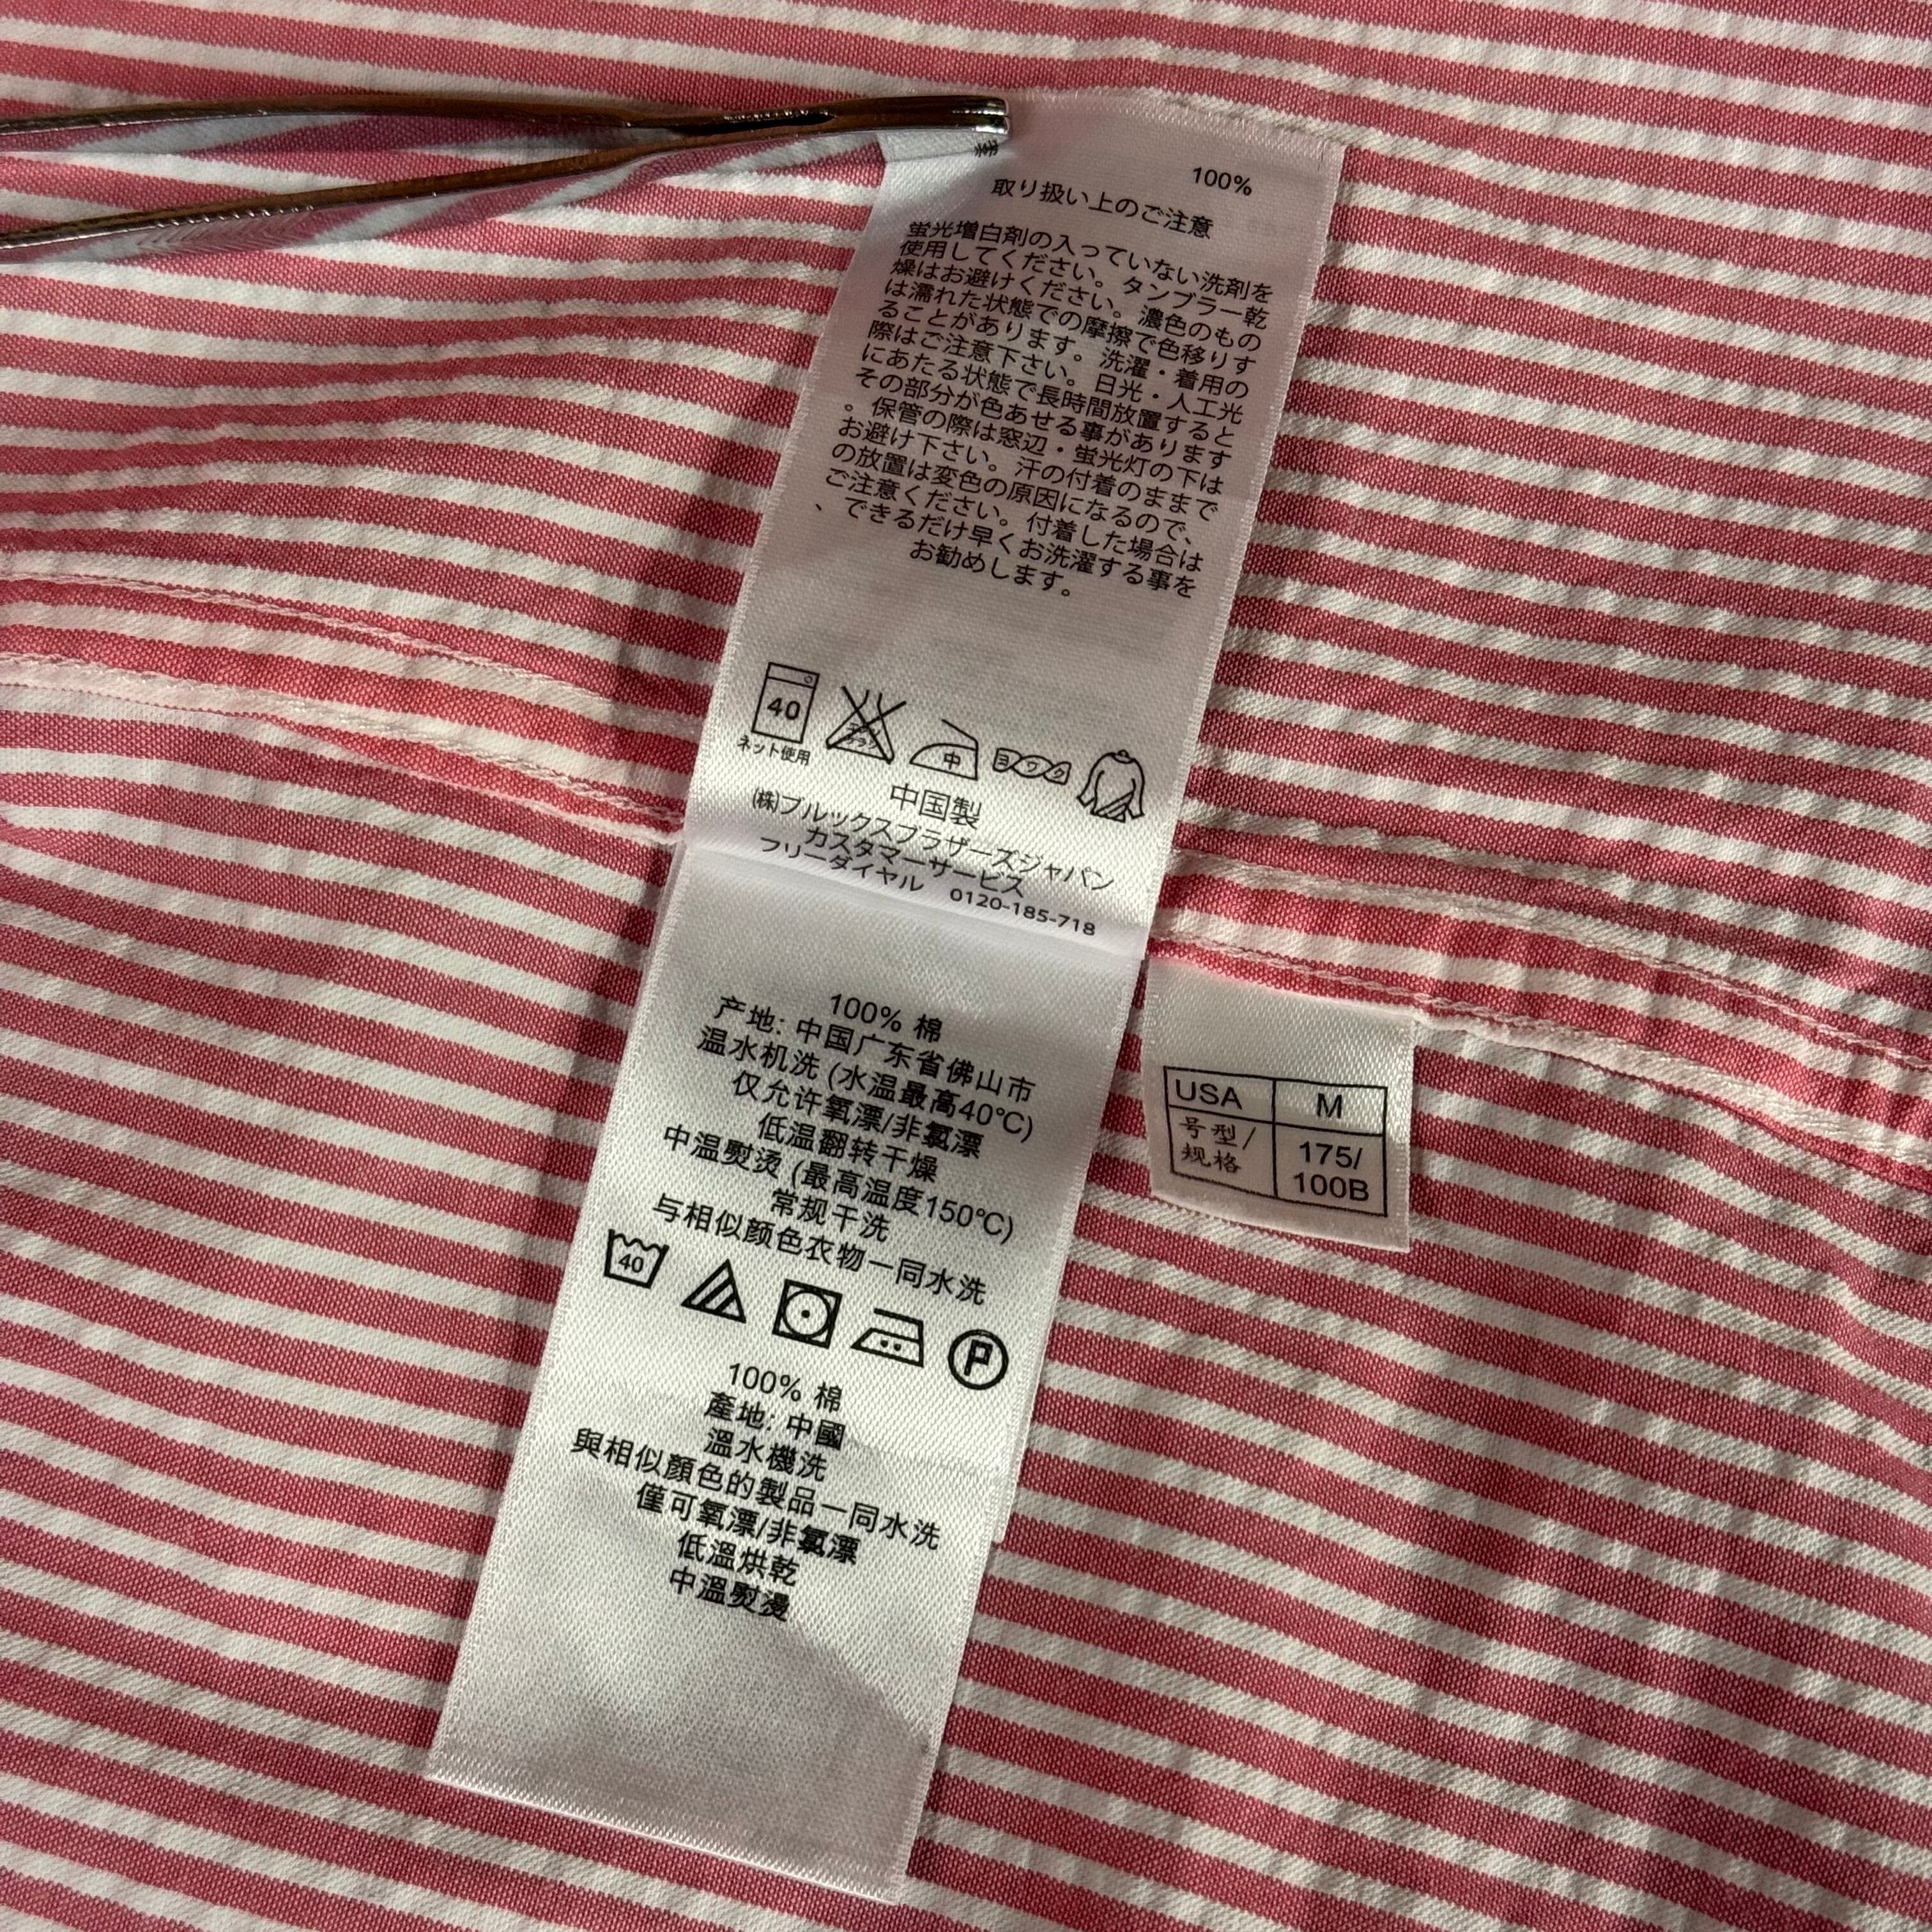 100%
取り扱い上のご注意
蛍光増白剤の入っていない洗剤を
使用してください。タンブラー乾
燥はお避けください。濃色のもの
は濡れた状態での摩擦で色移りす
ることがあります。洗濯・着用の
際はご注意下さい。日光・人工光
にあたる状態で長時間放置すると
その部分が色あせる事があります
。保管の際は窓辺・蛍光灯の下は
お避け下さい。汗の付着のままで
の放置は変色の原因になるので、
ご注意ください。付着した場合は
、できるだけ早くお洗濯する事を
お勧めします。
40
ネット使用
中
ヨワク
中国製
(株)ブルックスブラザーズジャパン
カスタマーサービス
フリーダイヤル 0120-185-718
100% 棉
产地: 中国广东省佛山市
温水机洗 (水温最高40℃)
仅允许氧漂/非氯漂
低温翻转干燥
中温熨烫 (最高温度150℃)
常规干洗
与相似颜色衣物一同水洗
40
P
100% 棉
產地: 中國
溫水機洗
與相似顏色的製品一同水洗
僅可氧漂/非氯漂
低溫烘乾
中溫熨燙
USA M
号型/
规格
175/
100B